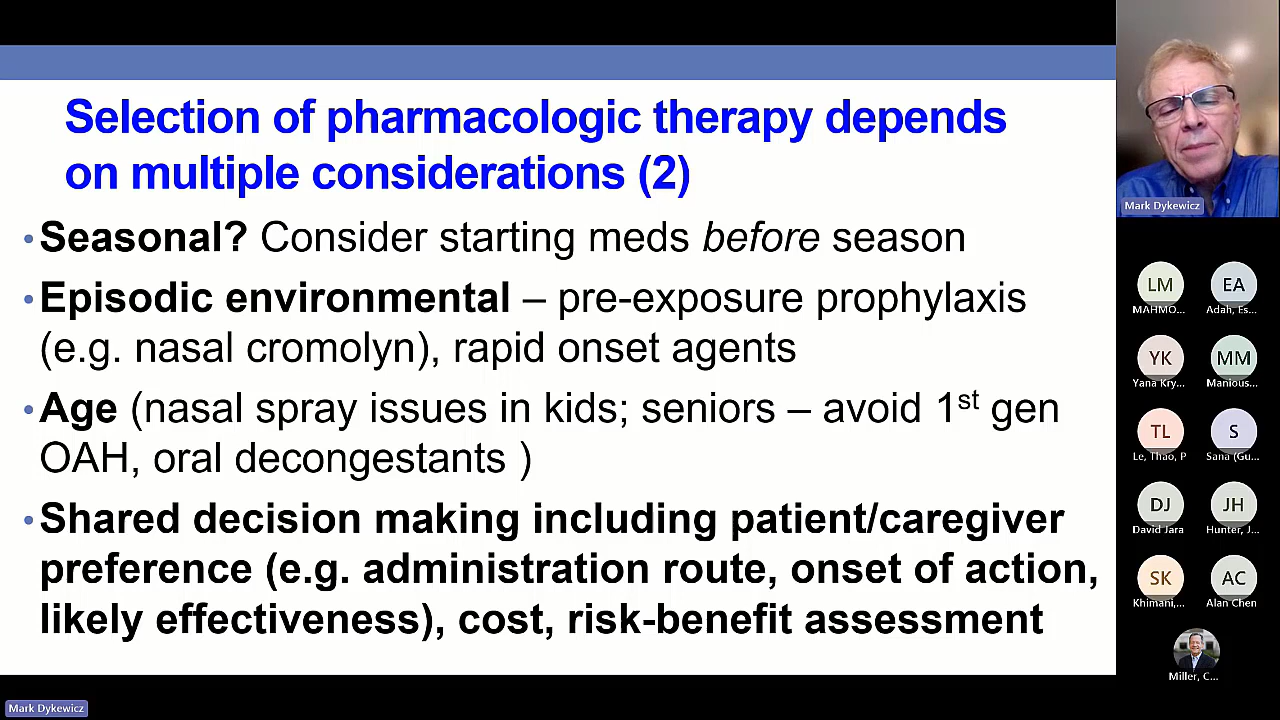 Selection of pharmacologic therapy depends
on multiple considerations (2)
•Seasonal? Consider starting meds before season
•Episodic environmental – pre-exposure prophylaxis
(e.g. nasal cromolyn), rapid onset agents
•Age (nasal spray issues in kids; seniors – avoid 1st gen
OAH, oral decongestants )
•Shared decision making including patient/caregiver
preference (e.g. administration route, onset of action,
likely effectiveness), cost, risk-benefit assessment
Mark Dykewicz
LM
MAHMO...
EA
Adah, Es...
YK
Yana Kry...
MM
Manious...
TL
Le, Thao, P
S
Sana (Gu...
DJ
David Jara
JH
Hunter, J...
SK
Khimani,...
AC
Alan Chen
Miller, C...
Mark Dykewicz